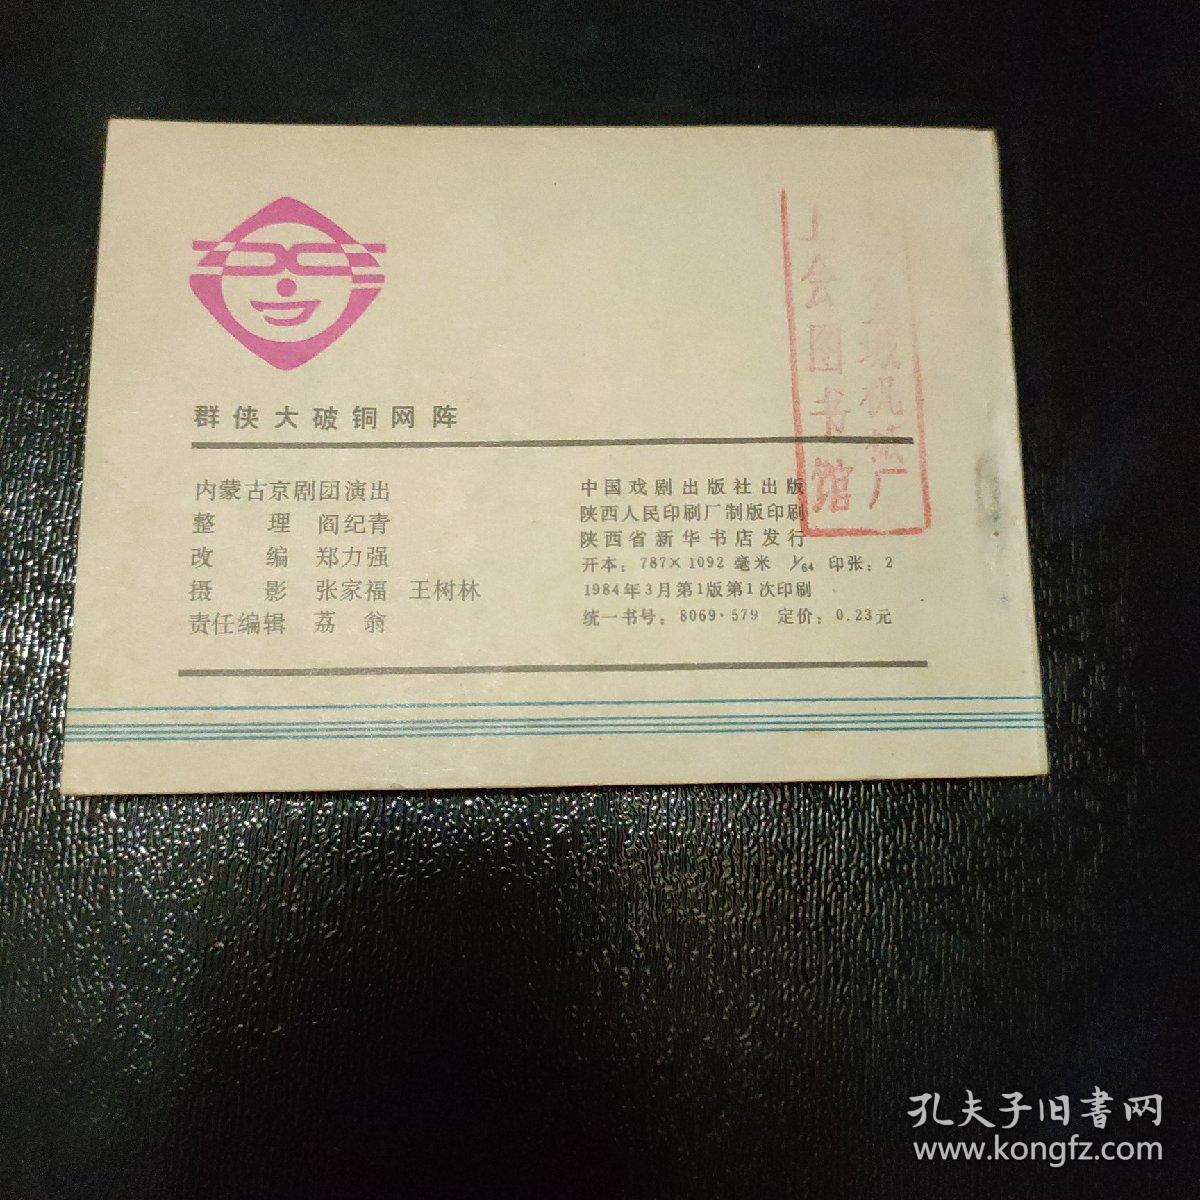 群侠大破铜网阵
内蒙古京剧团演出
整 理 阎纪青
改 编 郑力强
摄 影 张家福 王树林
责任编辑 荔 翁
中国戏剧出版社出版
陕西人民印刷厂制版印刷
陕西省新华书店发行
开本：787×1092 毫米 1/64 印张：2
1984年3月第1版第1次印刷
统一书号：8069·579 定价：0.23元
机械厂
工会图书馆
孔夫子旧書网
www.kongfz.com